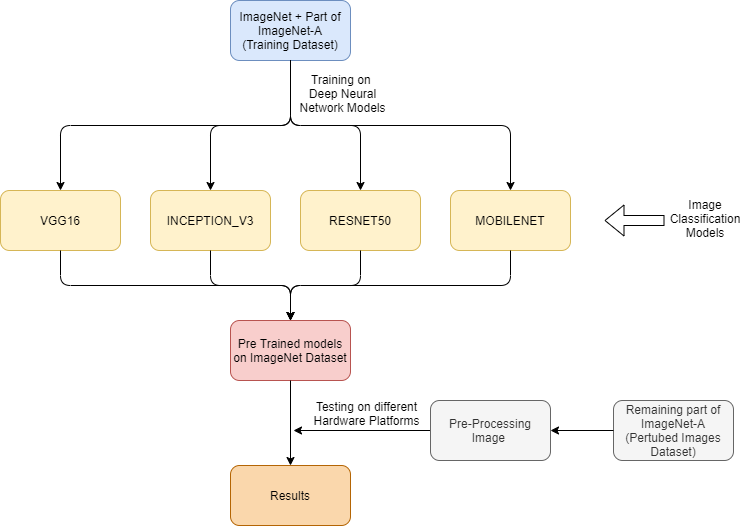 ImageNet + Part of
ImageNet-A
(Training Dataset)
Training on
Deep Neural
Network Models
VGG16
INCEPTION_V3
RESNET50
MOBILENET
Image
Classification
Models
Pre Trained models
on ImageNet Dataset
Testing on different
Hardware Platforms
Pre-Processing
Image
Remaining part of
ImageNet-A
(Pertubed Images
Dataset)
Results